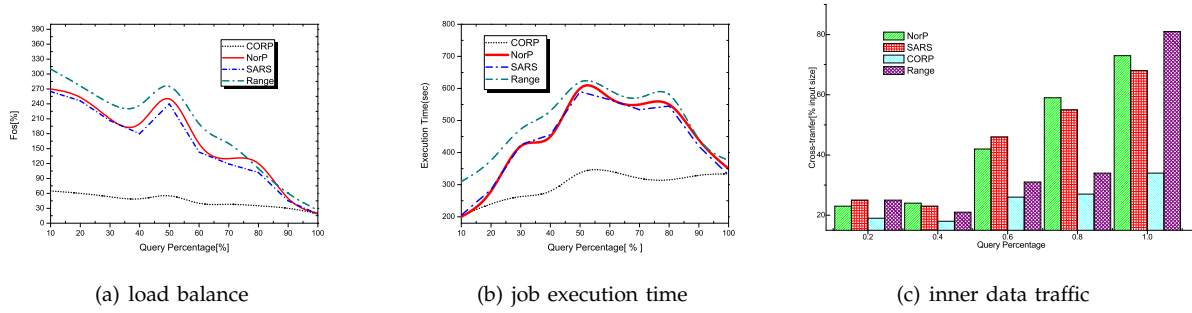 390
360
330
300
270
240
210
180
150
120
90
60
30
0
Fos[%]
CORP
NorP
SARS
Range
10 20 30 40 50 60 70 80 90 100
Query Percentage[%]
(a) load balance
800
700
600
500
400
300
200
Execution Time(sec)
CORP
NorP
SARS
Range
10 20 30 40 50 60 70 80 90 100
Query Percentage[ % ]
(b) job execution time
80
60
40
20
Cross-tranfer[% input size]
NorP
SARS
CORP
Range
0.2 0.4 0.6 0.8 1.0
Query Percentage
(c) inner data traffic